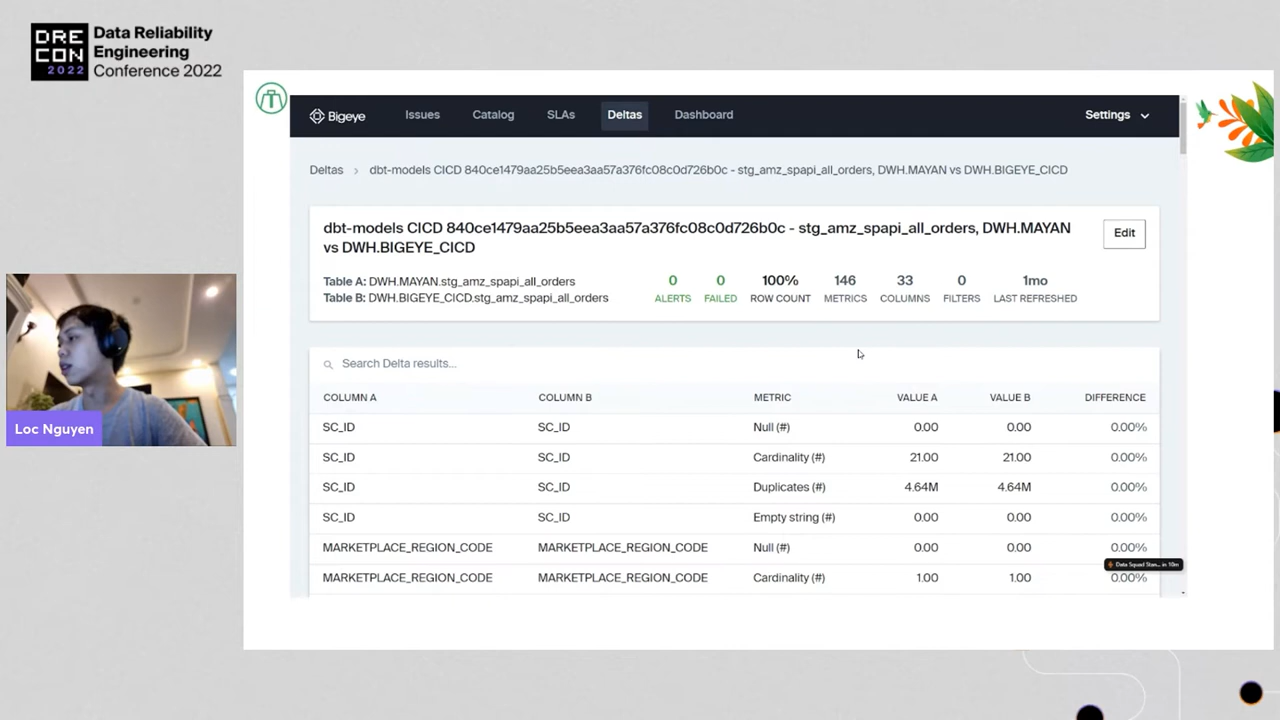 DRE
CON
2022
Data Reliability
Engineering
Conference 2022
Bigeye Issues Catalog SLAs Deltas Dashboard Settings
Deltas > dbt-models CICD 840ce1479aa25b5eea3aa57a376fc08c0d726b0c - stg_amz_spapi_all_orders, DWH.MAYAN vs DWH.BIGEYE_CICD
dbt-models CICD 840ce1479aa25b5eea3aa57a376fc08c0d726b0c - stg_amz_spapi_all_orders, DWH.MAYAN
vs DWH.BIGEYE_CICD
Edit
Table A: DWH.MAYAN.stg_amz_spapi_all_orders
Table B: DWH.BIGEYE_CICD.stg_amz_spapi_all_orders
0 0 100% 146 33 0 1mo
ALERTS FAILED ROW COUNT METRICS COLUMNS FILTERS LAST REFRESHED
Search Delta results...
COLUMN A COLUMN B METRIC VALUE A VALUE B DIFFERENCE
SC_ID SC_ID Null (#) 0.00 0.00 0.00%
SC_ID SC_ID Cardinality (#) 21.00 21.00 0.00%
SC_ID SC_ID Duplicates (#) 4.64M 4.64M 0.00%
SC_ID SC_ID Empty string (#) 0.00 0.00 0.00%
MARKETPLACE_REGION_CODE MARKETPLACE_REGION_CODE Null (#) 0.00 0.00 0.00%
Data Squad Stan... in 10m
MARKETPLACE_REGION_CODE MARKETPLACE_REGION_CODE Cardinality (#) 1.00 1.00 0.00%
Loc Nguyen